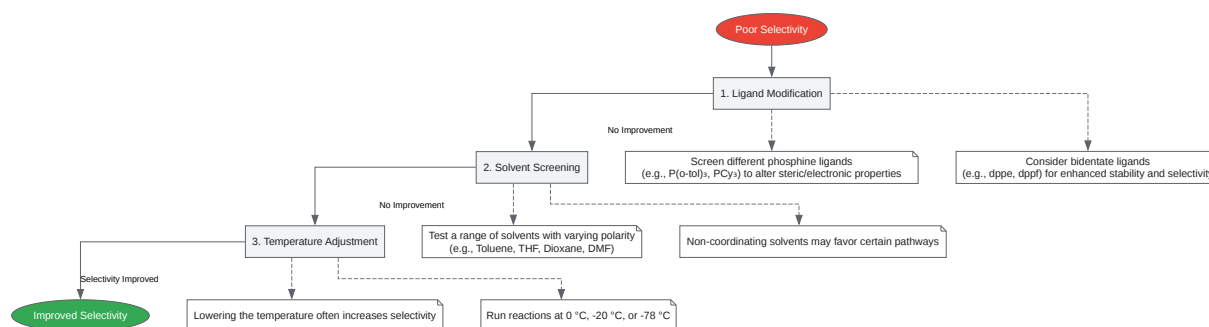 Poor Selectivity
1. Ligand Modification
No Improvement
Screen different phosphine ligands
(e.g., P(o-tol)₃, PCy₃) to alter steric/electronic properties
Consider bidentate ligands
(e.g., dppe, dppf) for enhanced stability and selectivity
2. Solvent Screening
No Improvement
Test a range of solvents with varying polarity
(e.g., Toluene, THF, Dioxane, DMF)
Non-coordinating solvents may favor certain pathways
3. Temperature Adjustment
Selectivity Improved
Improved Selectivity
Lowering the temperature often increases selectivity
Run reactions at 0 °C, -20 °C, or -78 °C